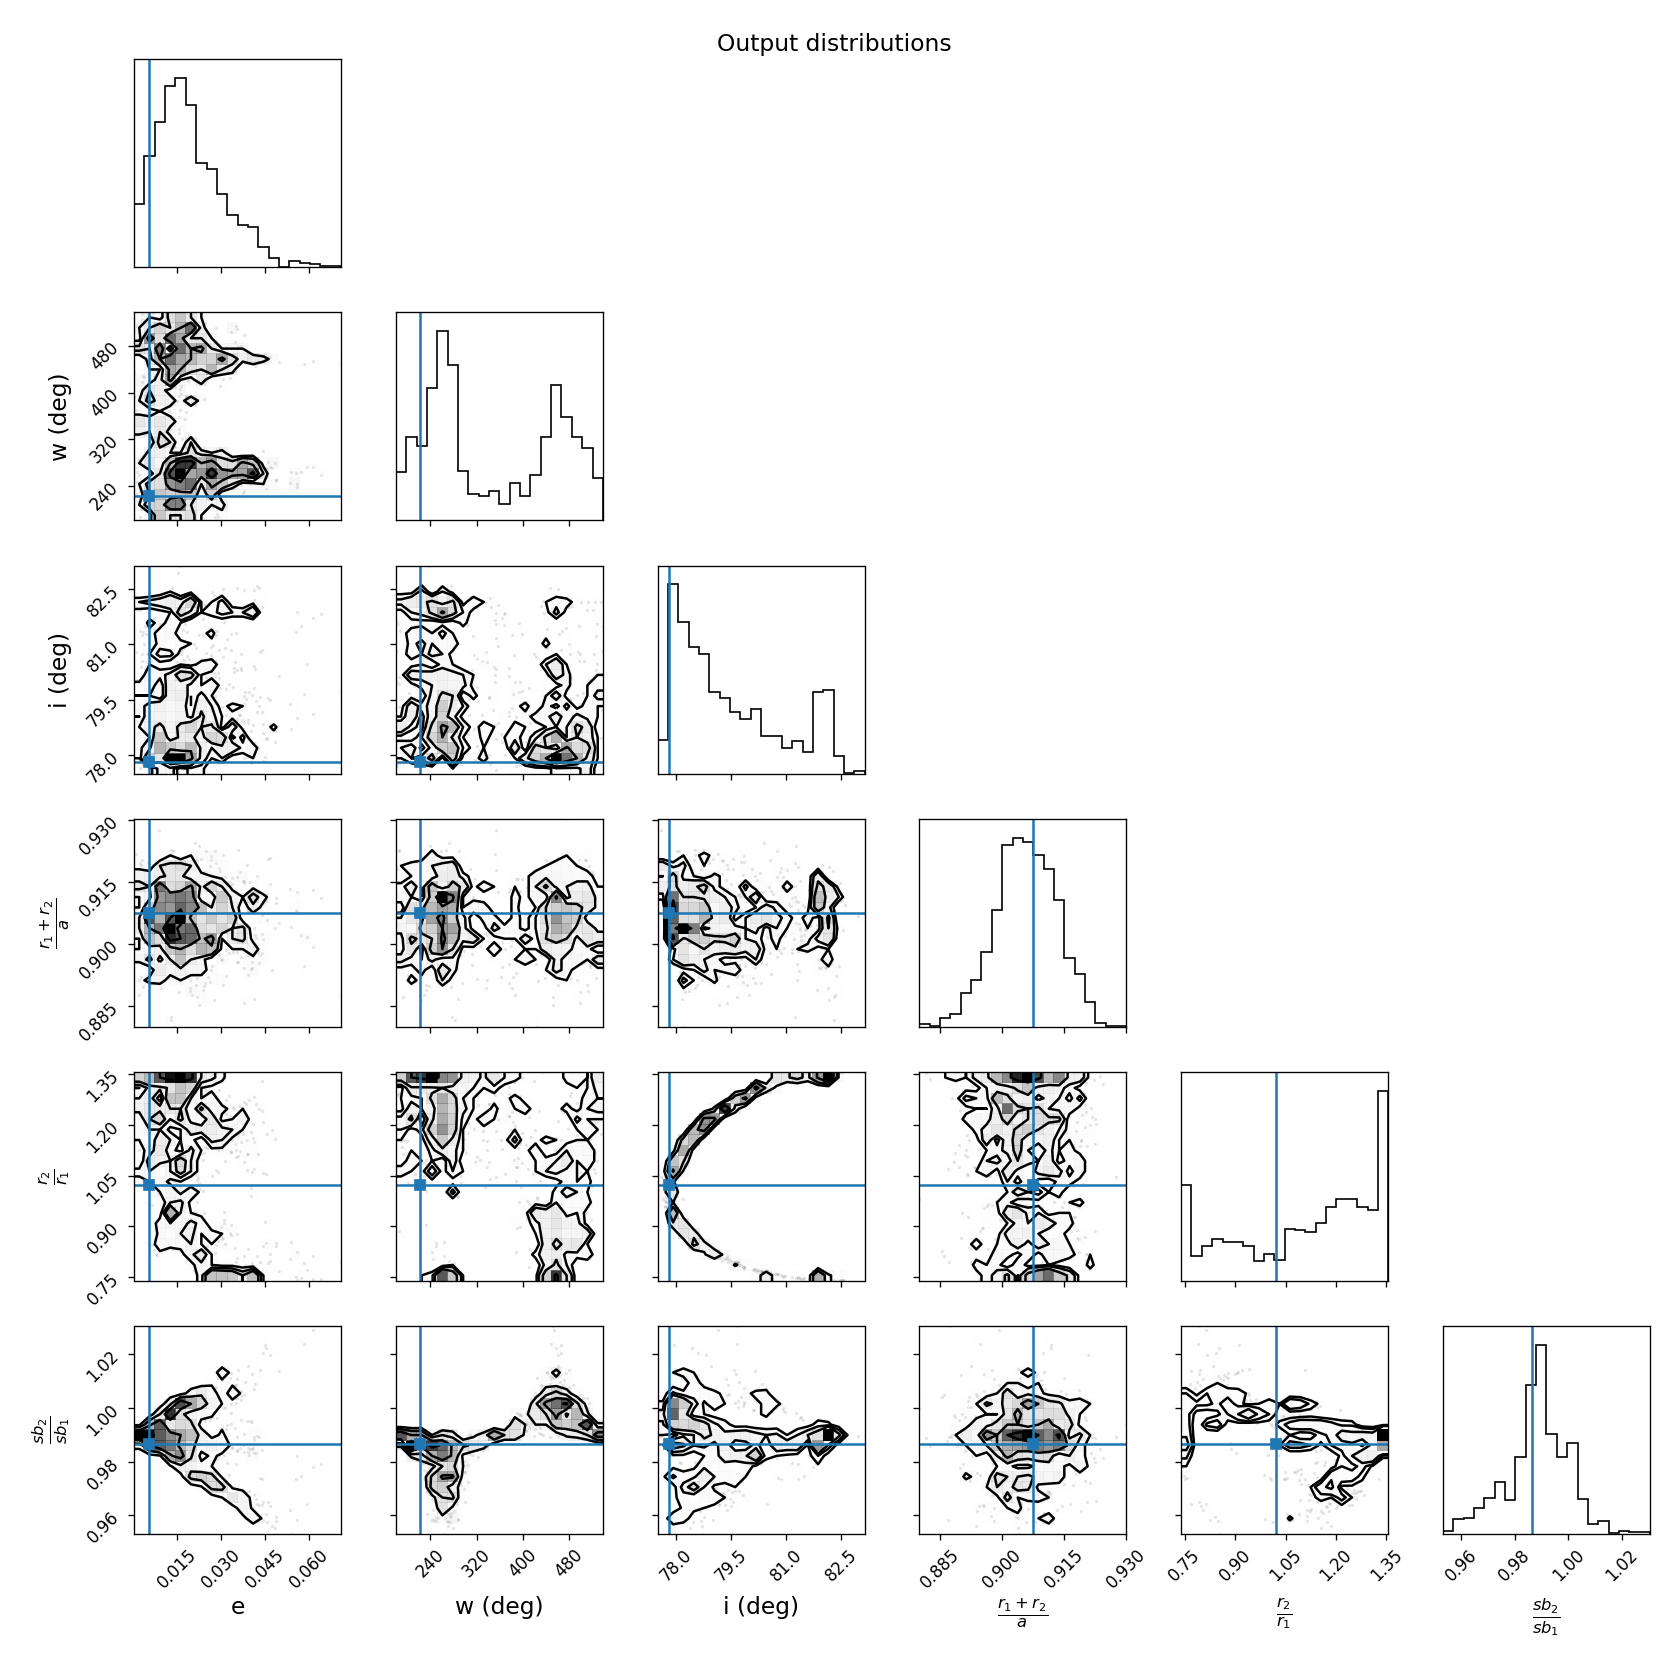 Output distributions
480
400
320
240
w (deg)
82.5
81.0
79.5
78.0
i (deg)
0.930
0.915
0.900
0.885
r₁ + r₂
a
1.35
1.20
1.05
0.90
0.75
r₂
r₁
1.02
1.00
0.98
0.96
sb₂
sb₁
0.015 0.030 0.045 0.060 240 320 400 480 78.0 79.5 81.0 82.5 0.885 0.900 0.915 0.930 0.75 0.90 1.05 1.20 1.35 0.96 0.98 1.00 1.02
e w (deg) i (deg)
r₁ + r₂ r₂ sb₂
a r₁ sb₁